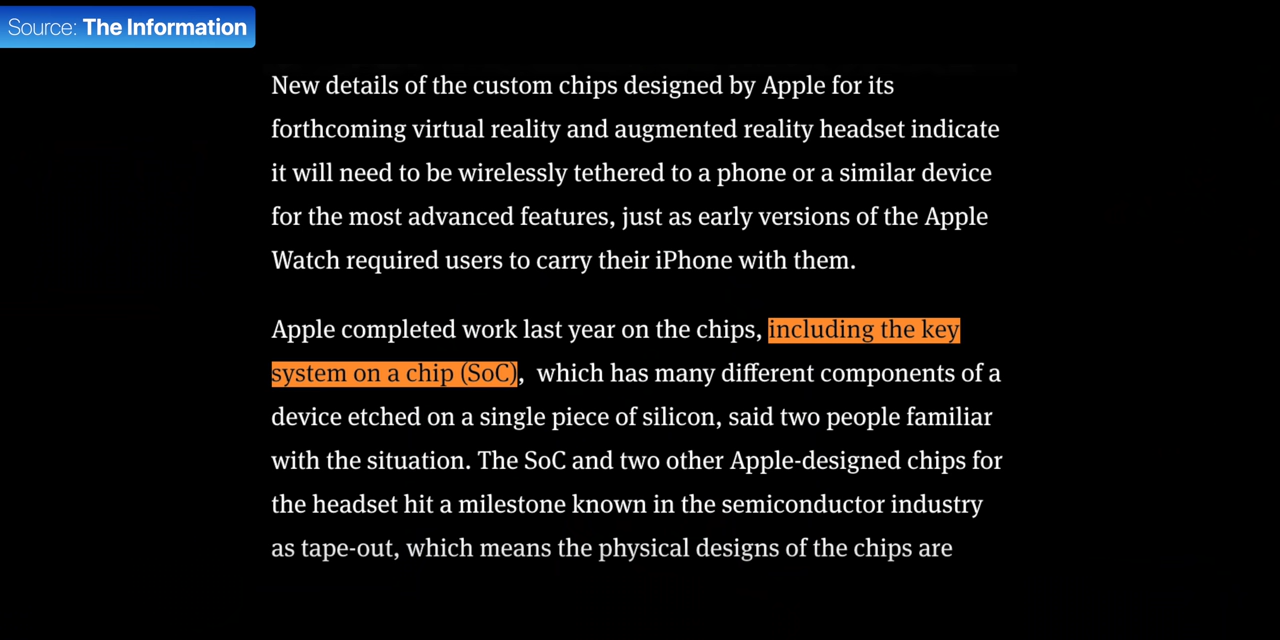 Source: The Information
New details of the custom chips designed by Apple for its
forthcoming virtual reality and augmented reality headset indicate
it will need to be wirelessly tethered to a phone or a similar device
for the most advanced features, just as early versions of the Apple
Watch required users to carry their iPhone with them.
Apple completed work last year on the chips, including the key
system on a chip (SoC), which has many different components of a
device etched on a single piece of silicon, said two people familiar
with the situation. The SoC and two other Apple-designed chips for
the headset hit a milestone known in the semiconductor industry
as tape-out, which means the physical designs of the chips are